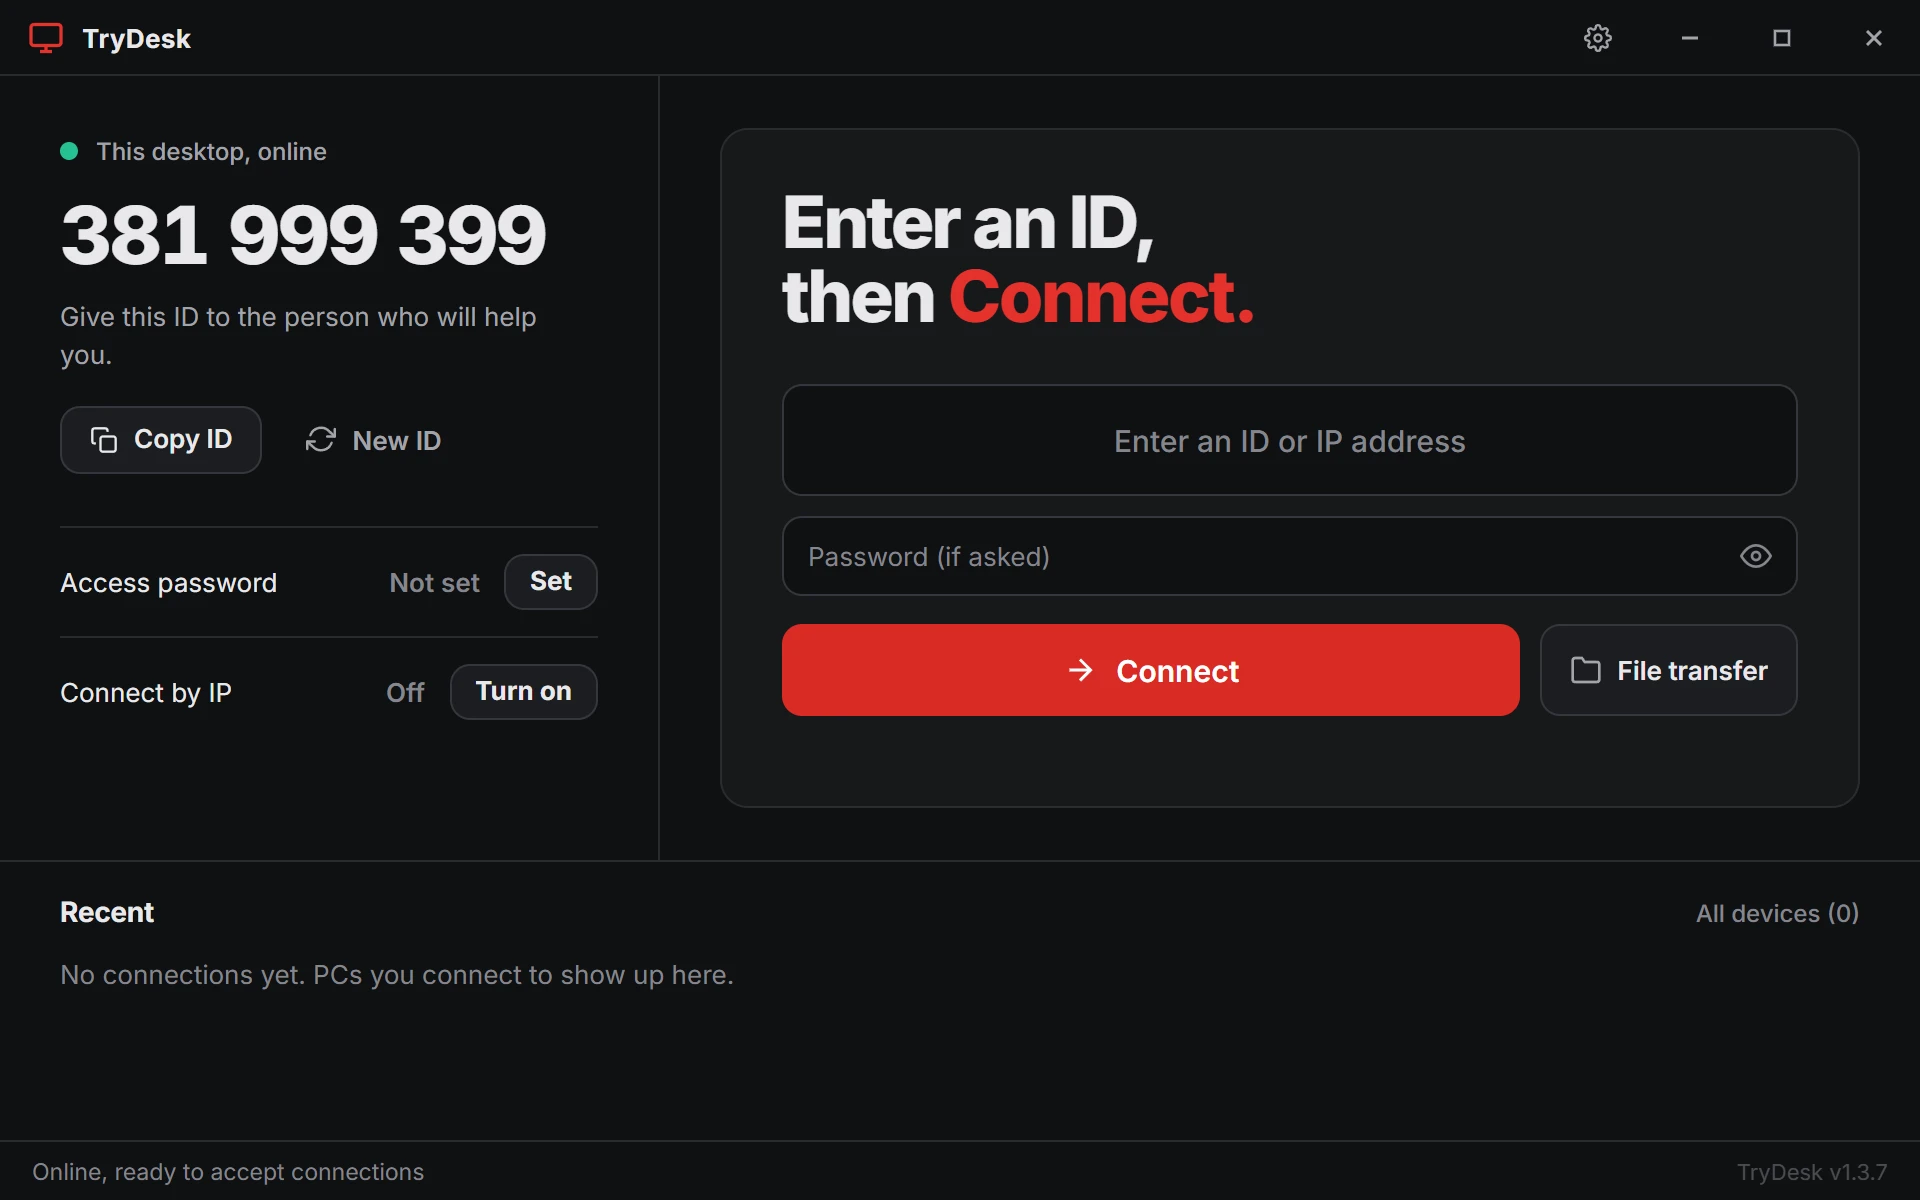 TryDesk
This desktop, online
381 999 399
Give this ID to the person who will help
you.
Copy ID
New ID
Access password
Not set
Set
Connect by IP
Off
Turn on
Enter an ID,
then Connect.
Enter an ID or IP address
Password (if asked)
Connect
File transfer
Recent
All devices (0)
No connections yet. PCs you connect to show up here.
Online, ready to accept connections
TryDesk v1.3.7